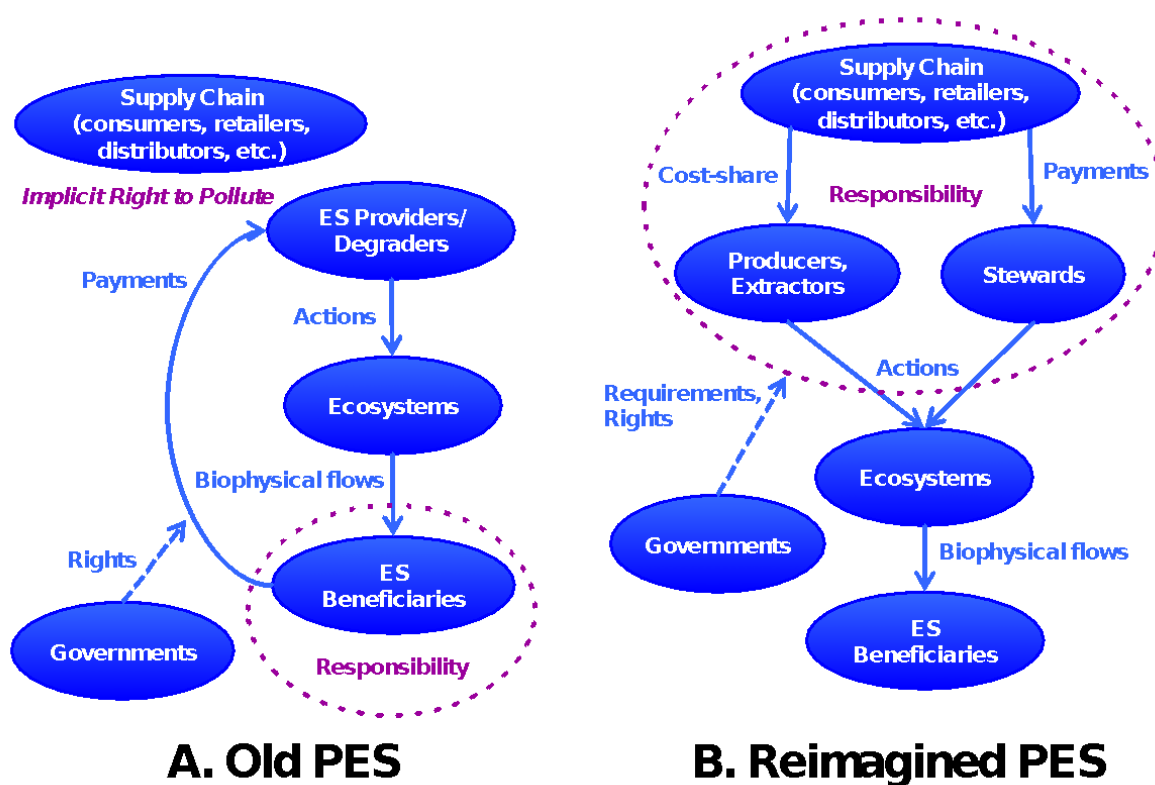 Supply Chain
(consumers, retailers,
distributors, etc.)
Implicit Right to Pollute
ES Providers/
Degraders
Payments
Actions
Ecosystems
Biophysical flows
Rights
ES
Beneficiaries
Governments
Responsibility
A. Old PES
Supply Chain
(consumers, retailers,
distributors, etc.)
Cost-share
Payments
Responsibility
Producers,
Extractors
Stewards
Actions
Requirements,
Rights
Ecosystems
Governments
Biophysical flows
ES
Beneficiaries
B. Reimagined PES